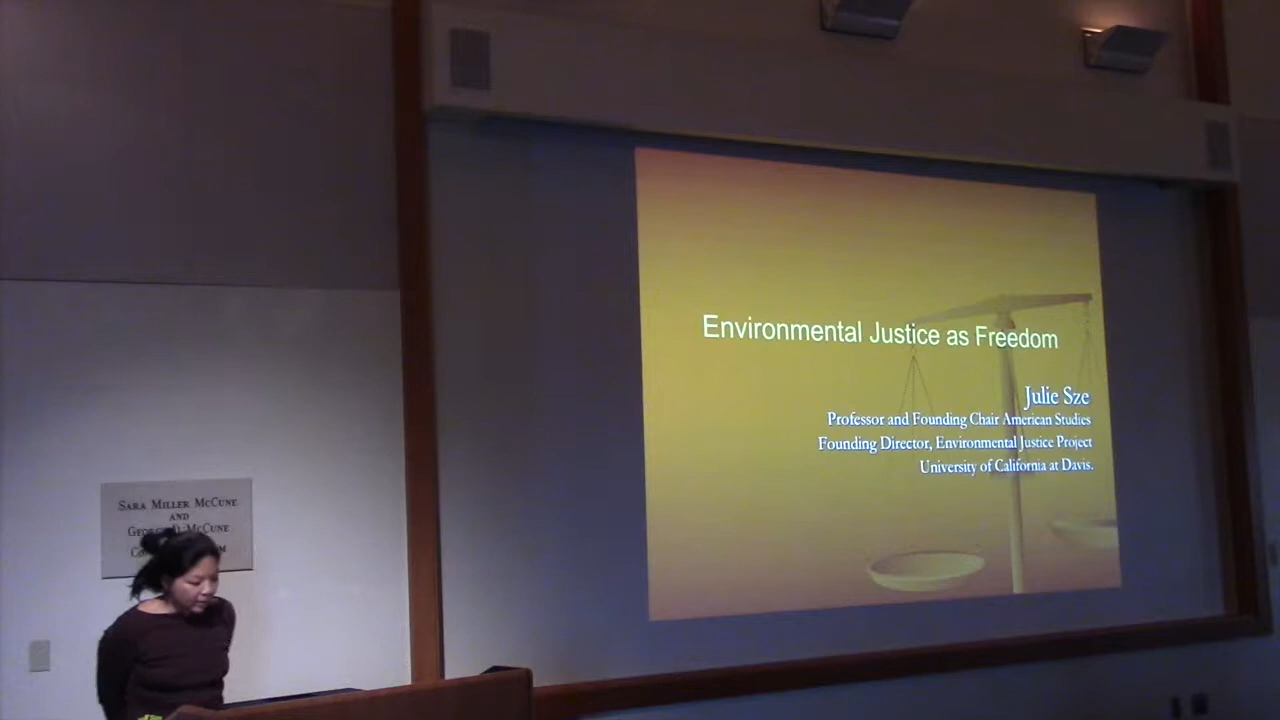 Environmental Justice as Freedom
Julie Sze
Professor and Founding Chair American Studies
Founding Director, Environmental Justice Project
University of California at Davis.
SARA MILLER MCCUNE
AND
MCCUNE